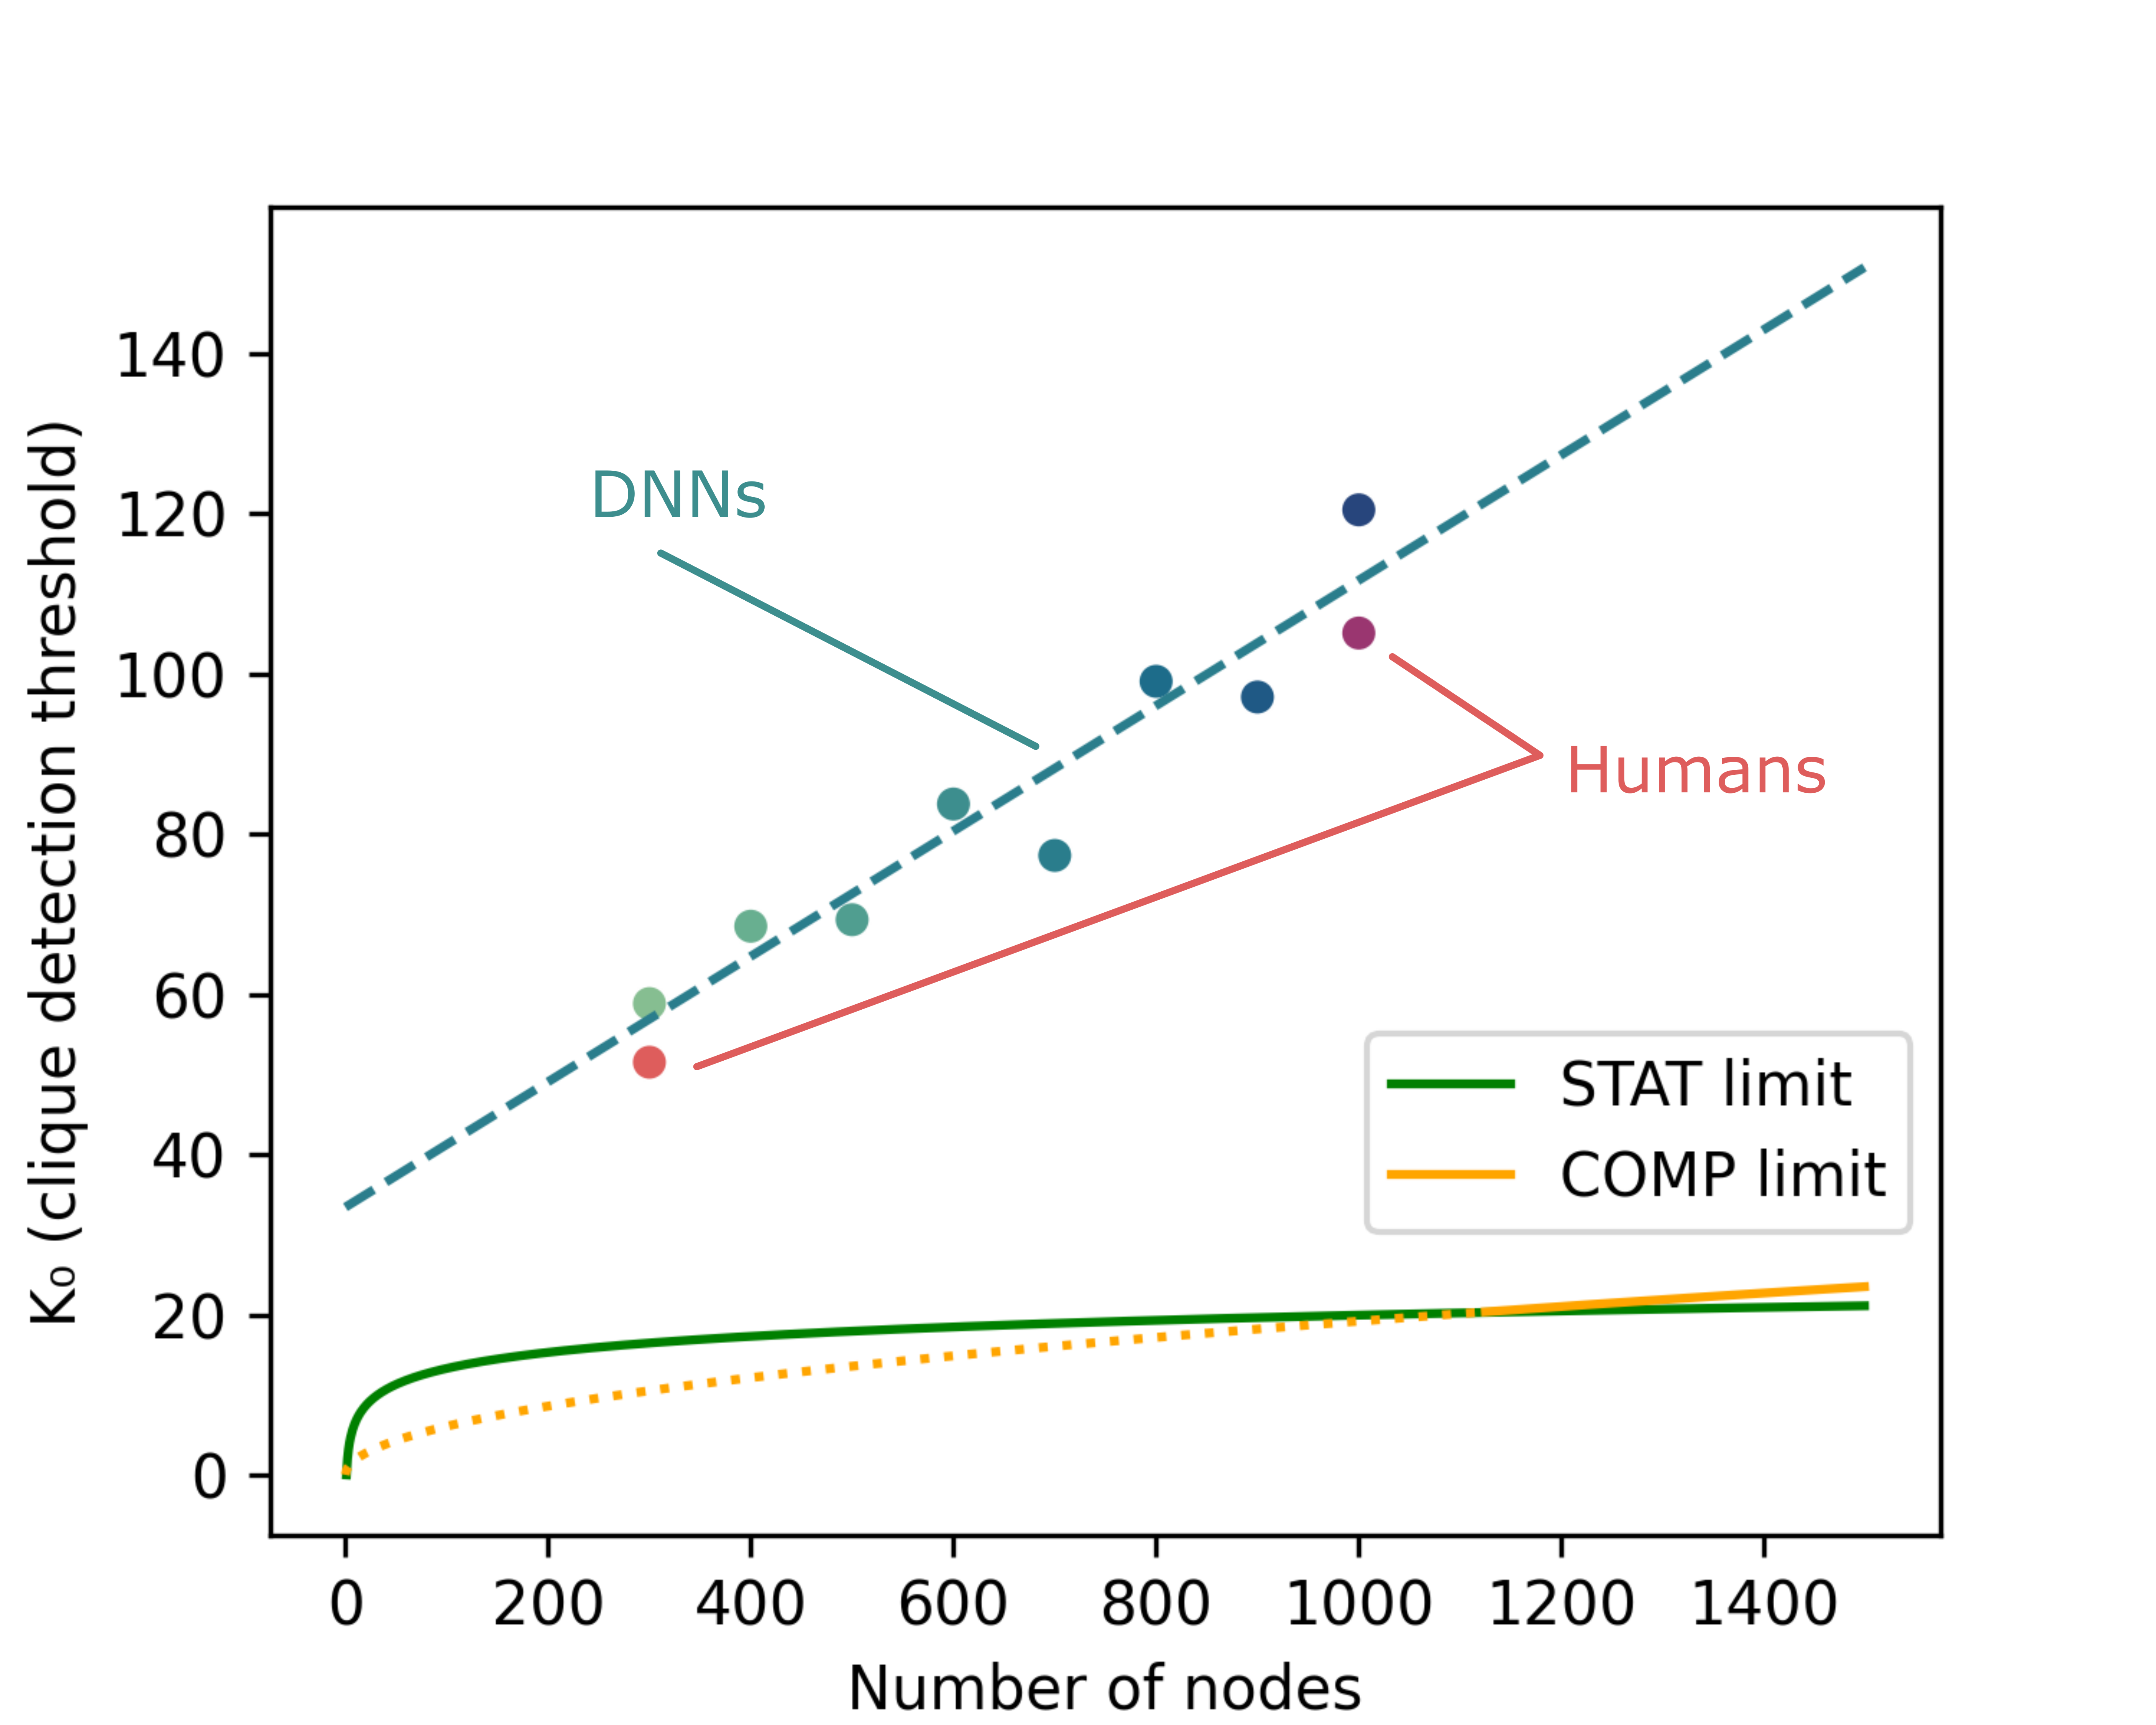 140
120
100
80
60
40
20
0
K₀ (clique detection threshold)
DNNs
Humans
STAT limit
COMP limit
0 200 400 600 800 1000 1200 1400
Number of nodes